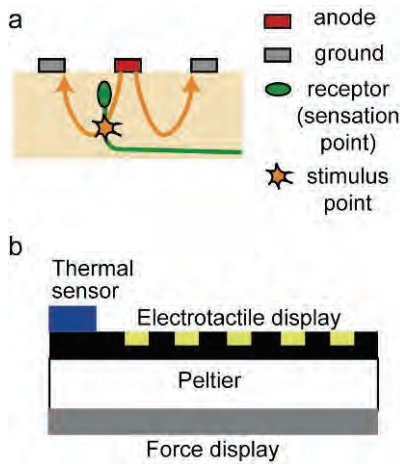 a
anode
ground
receptor
(sensation
point)
stimulus
point
b
Thermal
sensor
Electrotactile display
Peltier
Force display